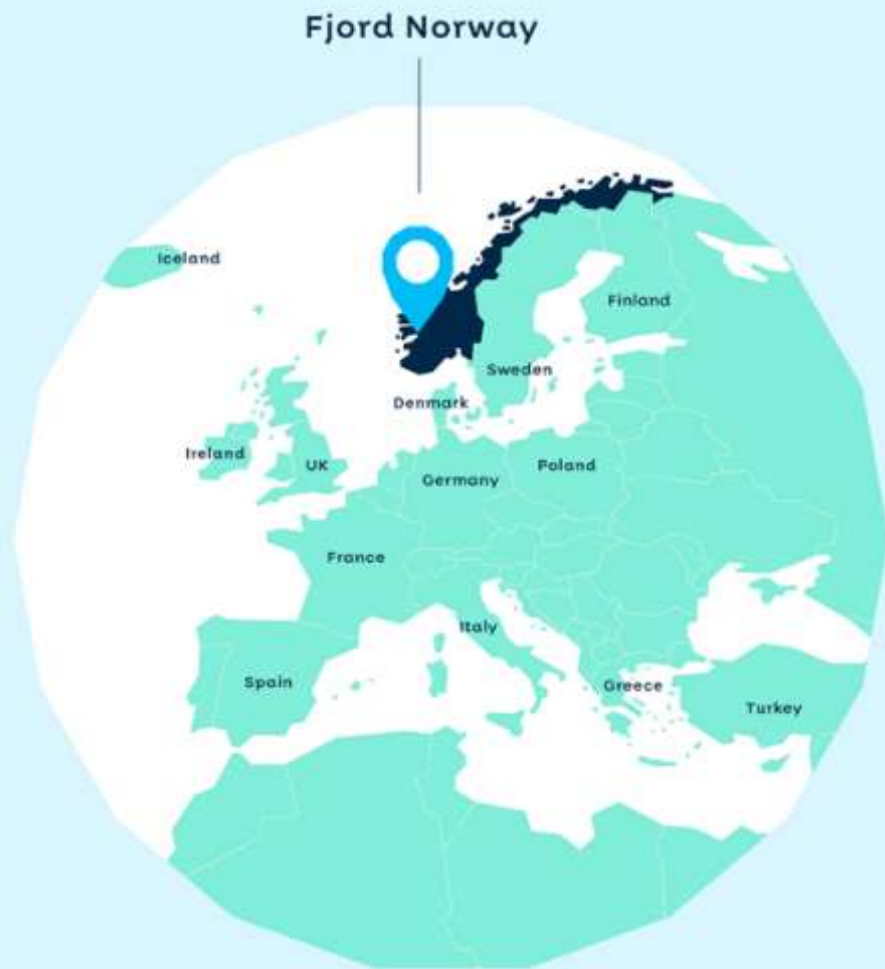 Fjord Norway
Iceland
Finland
Sweden
Denmark
Ireland
UK
Germany
Poland
France
Italy
Spain
Greece
Turkey